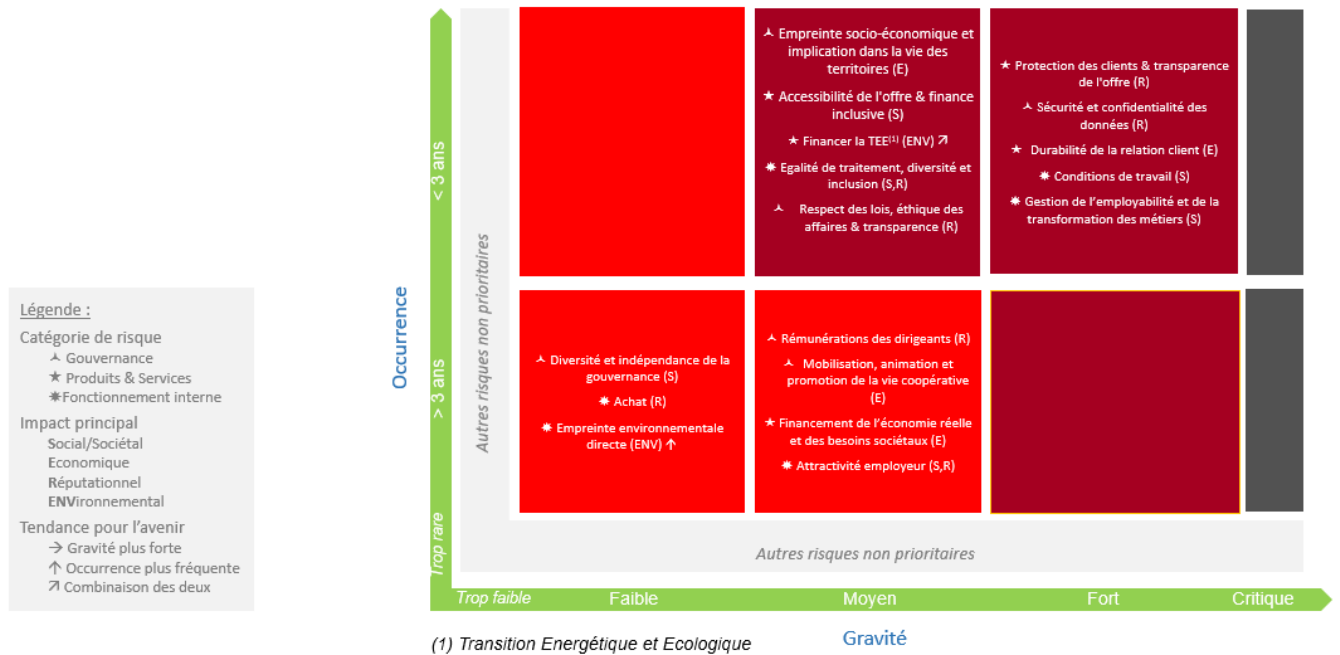 Empreinte socio-économique et
implication dans la vie des
territoires (E)
★ Accessibilité de l'offre & finance
inclusive (S)
★ Financer la TEE(1) (ENV) ↗
Egalité de traitement, diversité et
inclusion (S,R)
Respect des lois, éthique des
affaires & transparence (R)
★ Protection des clients & transparence
de l'offre (R)
Sécurité et confidentialité des
données (R)
★ Durabilité de la relation client (E)
Conditions de travail (S)
Gestion de l'employabilité et de la
transformation des métiers (S)
< 3 ans
Autres risques non prioritaires
Occurrence
Légende :
Catégorie de risque
Gouvernance
★ Produits & Services
Fonctionnement interne
Impact principal
Social/Sociétal
Economique
Réputationnel
ENVironnemental
Tendance pour l'avenir
→ Gravité plus forte
↑ Occurrence plus fréquente
↗ Combinaison des deux
> 3 ans
Diversité et indépendance de la
gouvernance (S)
Achat (R)
Empreinte environnementale
directe (ENV) ↑
Rémunérations des dirigeants (R)
Mobilisation, animation et
promotion de la vie coopérative
(E)
★ Financement de l'économie réelle
et des besoins sociétaux (E)
Attractivité employeur (S,R)
Trop rare
Autres risques non prioritaires
Trop faible
Faible
Moyen
Fort
Critique
(1) Transition Energétique et Ecologique
Gravité